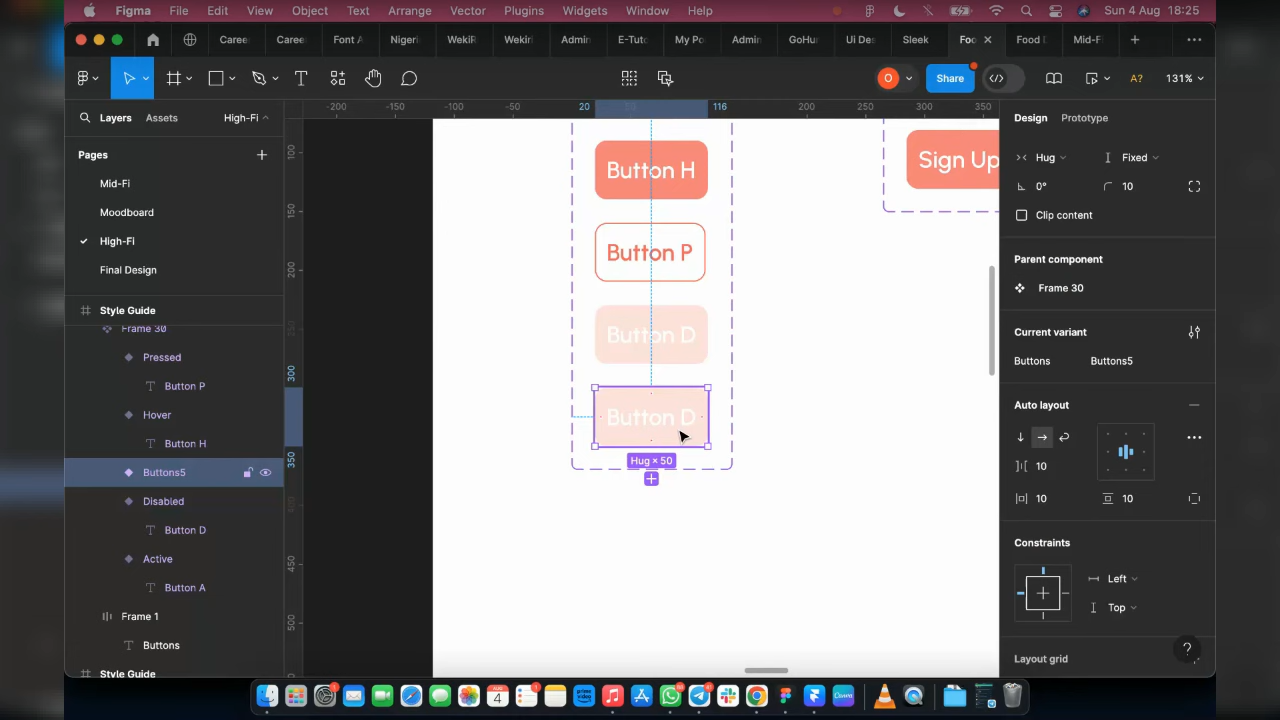 Figma File Edit View Object Text Arrange Vector Plugins Widgets Window Help Sun 4 Aug 18:25
Caree Caree Font A Nigeri WekiR Wekin Admin E-Tuto My Po Admin GoHur Ui Des Sleek Foo Food L Mid-Fi
O Share A? 131%
-200 -150 -100 -50 20 50 116 200 250 300 350
Layers Assets High-Fi
Pages
Mid-Fi
Moodboard
High-Fi
Final Design
Style Guide
Frame 30
Pressed
Button P
Hover
Button H
Buttons5
Disabled
Button D
Active
Button A
Frame 1
Buttons
Style Guide
100
150
200
250
300
350
400
450
500
Button H
Button P
Button D
Button D
Hug × 50
Sign Up
Design Prototype
Hug Fixed
0° 10
Clip content
Parent component
Frame 30
Current variant
Buttons Buttons5
Auto layout
10
10 10
Constraints
Left
Top
Layout grid
?